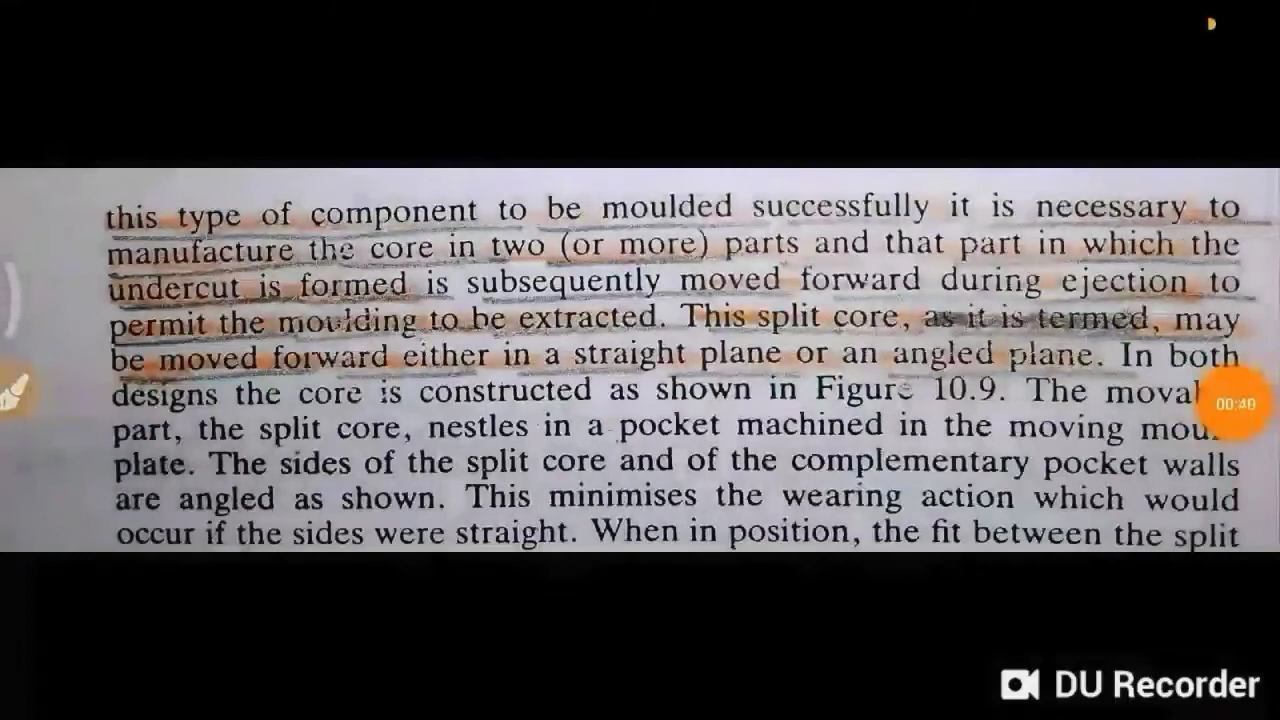 this type of component to be moulded successfully it is necessary to
manufacture the core in two (or more) parts and that part in which the
undercut is formed is subsequently moved forward during ejection to
permit the moulding to be extracted. This split core, as it is termed, may
be moved forward either in a straight plane or an angled plane. In both
designs the core is constructed as shown in Figure 10.9. The
part, the split core, nestles in a pocket machined in the moving
plate. The sides of the split core and of the complementary pocket walls
are angled as shown. This minimises the wearing action which would
occur if the sides were straight. When in position, the fit between the split
00:40
DU Recorder